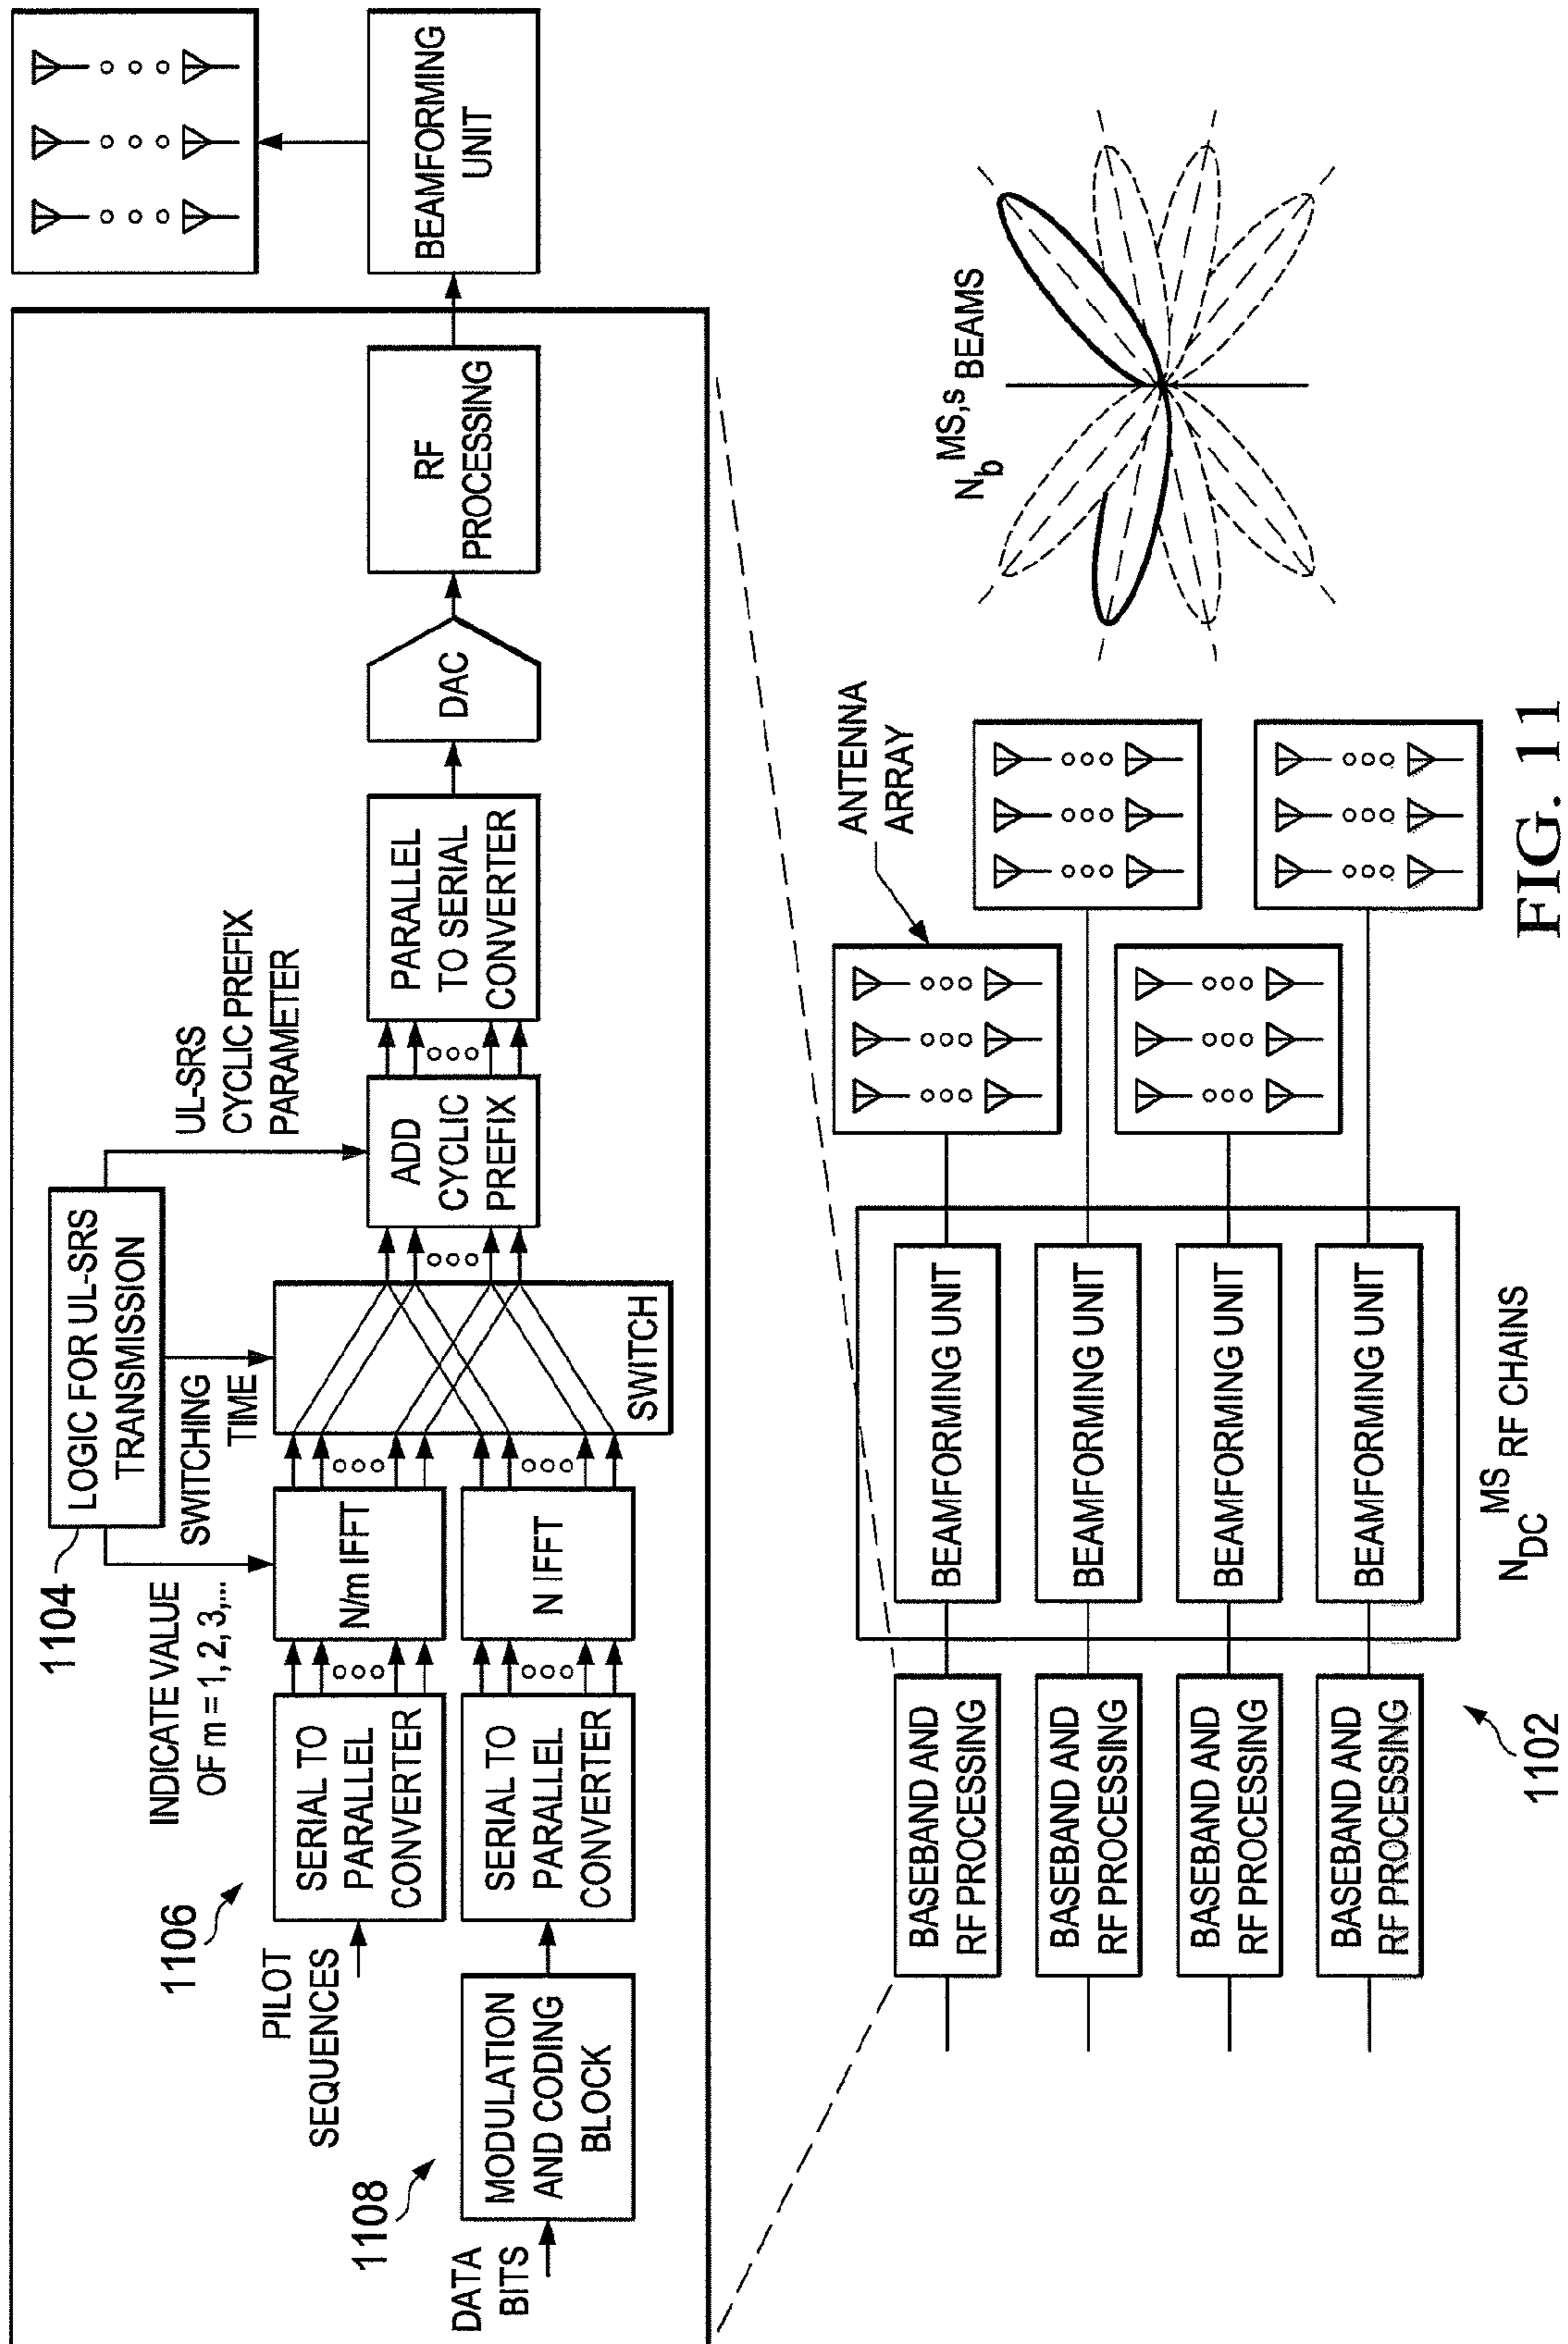 1104
LOGIC FOR UL-SRS
TRANSMISSION
INDICATE VALUE
OF m = 1, 2, 3,...
SWITCHING
TIME
UL-SRS
CYCLIC PREFIX
PARAMETER
1106
PILOT
SEQUENCES
SERIAL TO
PARALLEL
CONVERTER
N/m IFFT
SWITCH
ADD
CYCLIC
PREFIX
PARALLEL
TO SERIAL
CONVERTER
DAC
RF
PROCESSING
BEAMFORMING
UNIT
1108
DATA
BITS
MODULATION
AND CODING
BLOCK
SERIAL TO
PARALLEL
CONVERTER
N IFFT
BASEBAND AND
RF PROCESSING
BEAMFORMING UNIT
BASEBAND AND
RF PROCESSING
BEAMFORMING UNIT
BASEBAND AND
RF PROCESSING
BEAMFORMING UNIT
BASEBAND AND
RF PROCESSING
BEAMFORMING UNIT
ANTENNA
ARRAY
N_b^MS,s BEAMS
1102
N_DC^MS RF CHAINS
FIG. 11